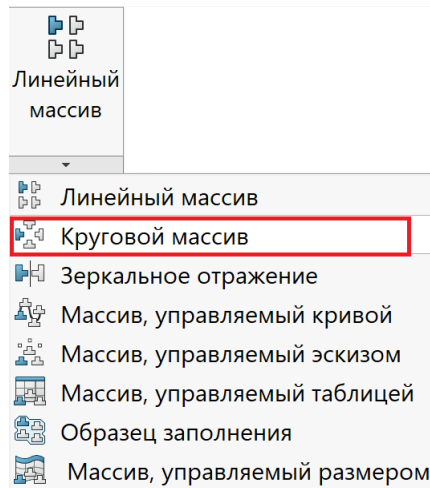 Линейный
массив
Линейный массив
Круговой массив
Зеркальное отражение
Массив, управляемый кривой
Массив, управляемый эскизом
Массив, управляемый таблицей
Образец заполнения
Массив, управляемый размером